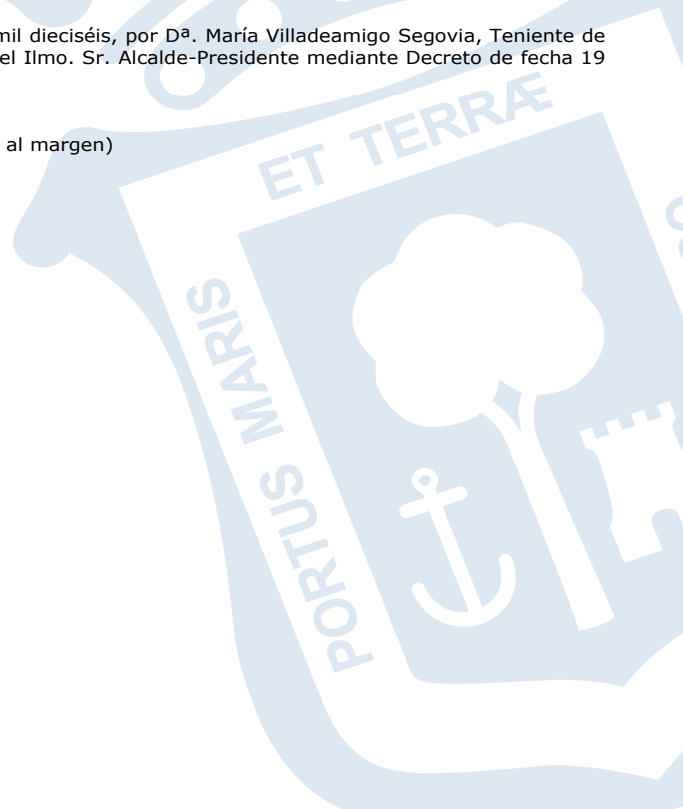 mil dieciséis, por Dª. María Villadeamigo Segovia, Teniente de
el Ilmo. Sr. Alcalde-Presidente mediante Decreto de fecha 19
al margen)
ET TERRÆ
PORTUS MARIS